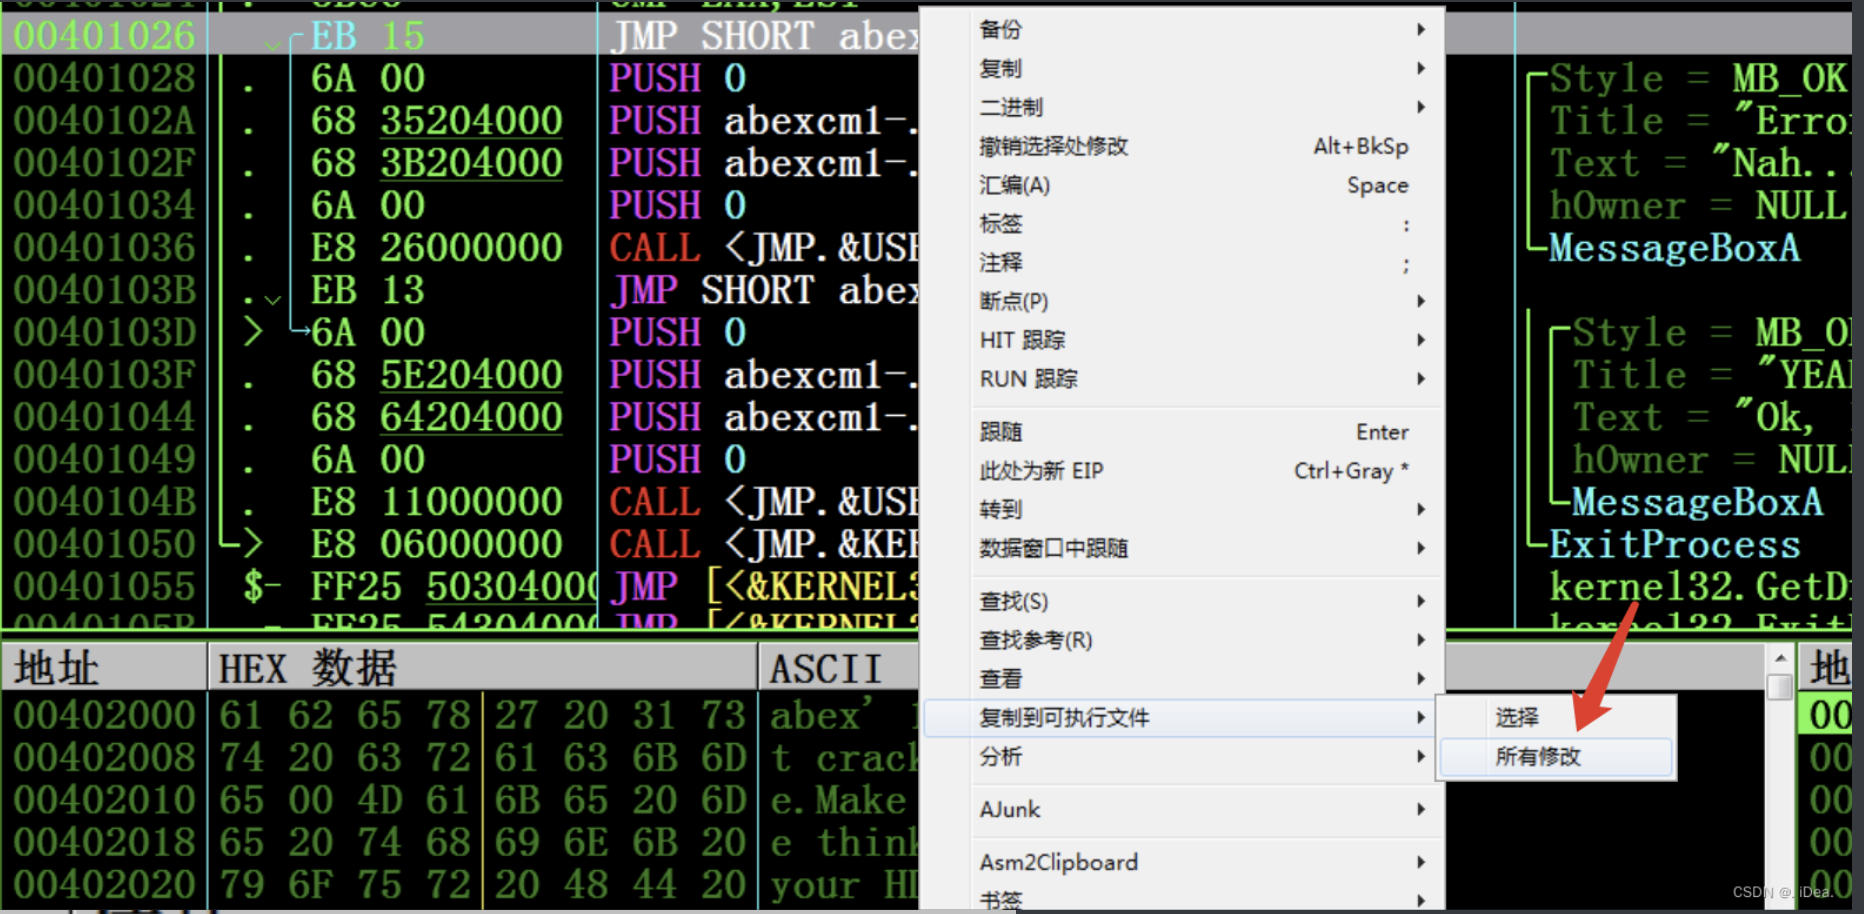 00401026 EB 15 JMP SHORT abex
00401028 . 6A 00 PUSH 0 Style = MB_OK
0040102A . 68 35204000 PUSH abexcm1-. Title = "Erro
0040102F . 68 3B204000 PUSH abexcm1-. Text = "Nah...
00401034 . 6A 00 PUSH 0 hOwner = NULL
00401036 . E8 26000000 CALL <JMP.&USE MessageBoxA
0040103B . EB 13 JMP SHORT abex
0040103D > 6A 00 PUSH 0 Style = MB_O
0040103F . 68 5E204000 PUSH abexcm1-. Title = "YEA
00401044 . 68 64204000 PUSH abexcm1-. Text = "Ok,
00401049 . 6A 00 PUSH 0 hOwner = NUL
0040104B . E8 11000000 CALL <JMP.&USE MessageBoxA
00401050 > E8 06000000 CALL <JMP.&KE ExitProcess
00401055 $- FF25 5030400 JMP [<&KERNEL3 kernel32.GetD
地址 HEX 数据 ASCII 地
00402000 61 62 65 78 27 20 31 73 abex' 1 00
00402008 74 20 63 72 61 63 6B 6D t crack 00
00402010 65 00 4D 61 6B 65 20 6D e.Make 00
00402018 65 20 74 68 69 6E 6B 20 e think 00
00402020 79 6F 75 72 20 48 44 20 your HD 00
备份
复制
二进制
撤销选择处修改 Alt+BkSp
汇编(A) Space
标签 :
注释 ;
断点(P)
HIT 跟踪
RUN 跟踪
跟随 Enter
此处为新 EIP Ctrl+Gray *
转到
数据窗口中跟随
查找(S)
查找参考(R)
查看
复制到可执行文件
分析
AJunk
Asm2Clipboard
书签
选择
所有修改
CSDN @. iDea.